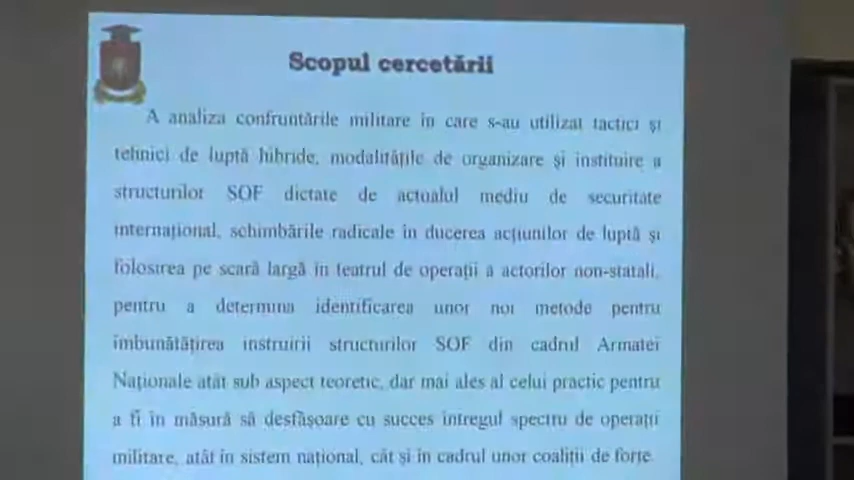 Scopul cercetării
A analiza confruntările militare în care s-au utilizat tactici și
tehnici de luptă hibride, modalitățile de organizare și instituire a
structurilor SOF dictate de actualul mediu de securitate
internațional, schimbările radicale în ducerea acțiunilor de luptă și
folosirea pe scară largă în teatrul de operații a actorilor non-statali,
pentru a determina identificarea unor noi metode pentru
îmbunătățirea instruirii structurilor SOF din cadrul Armatei
Naționale atât sub aspect teoretic, dar mai ales al celui practic pentru
a fi în măsură să desfășoare cu succes întregul spectru de operații
militare, atât în sistem național, cât și în cadrul unor coaliții de forțe.